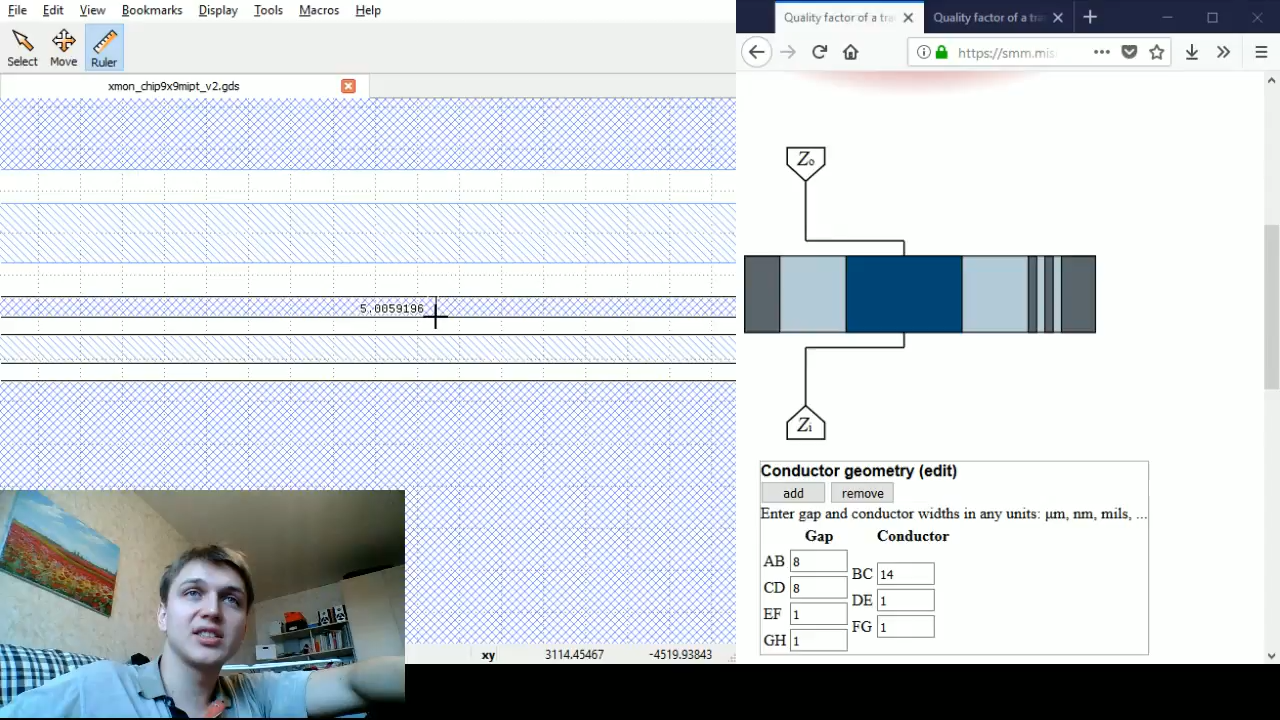 File Edit View Bookmarks Display Tools Macros Help
Select Move Ruler
xmon_chip9x9mipt_v2.gds
5.0059196
xy 3114.45467 -4519.93843
Quality factor of a tra
Quality factor of a tra
https://smm.mis
Zo
Zi
Conductor geometry (edit)
add remove
Enter gap and conductor widths in any units: μm, nm, mils, ...
Gap Conductor
AB 8
BC 14
CD 8
DE 1
EF 1
FG 1
GH 1